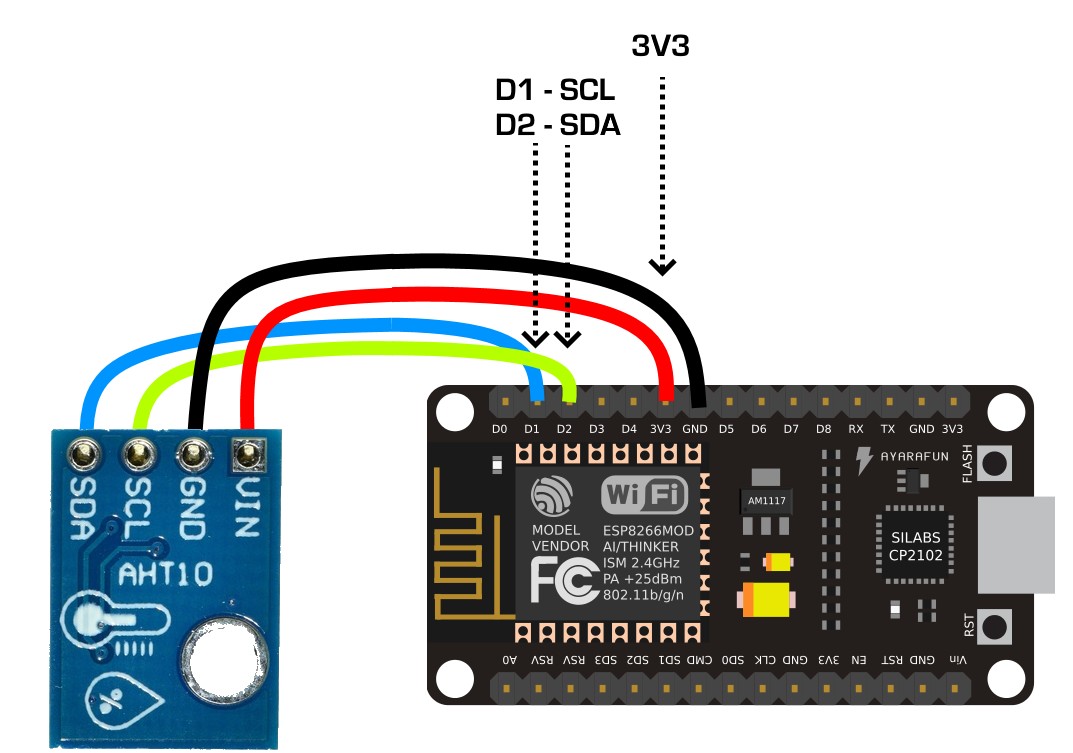 3V3
D1 - SCL
D2 - SDA
D0 D1 D2 D3 D4 3V3 GND D5 D6 D7 D8 RX TX GND 3V3
SDA SCL GND VIN
AHT10
%
WiFi
MODEL
VENDOR
FC
ESP8266MOD
AI/THINKER
ISM 2.4GHz
PA +25dBm
802.11b/g/n
AM1117
AYARAFUN
FLASH
SILABS
CP2102
RST
A0 RSV RSV SD3 SD2 SD1 CMD SD0 CLK GND 3V3 EN RST GND Vin